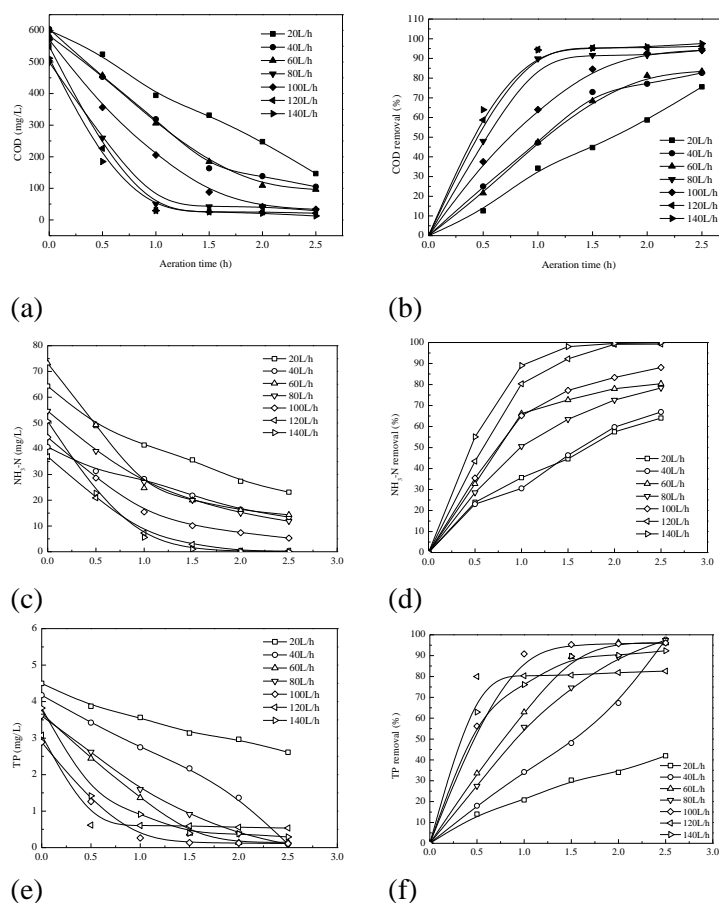 600
500
400
300
200
100
0
0.0 0.5 1.0 1.5 2.0 2.5
COD (mg/L)
Aeration time (h)
20L/h
40L/h
60L/h
80L/h
100L/h
120L/h
140L/h
(a)
100
90
80
70
60
50
40
30
20
10
0
0.0 0.5 1.0 1.5 2.0 2.5
COD removal (%)
Aeration time (h)
20L/h
40L/h
60L/h
80L/h
100L/h
120L/h
140L/h
(b)
80
70
60
50
40
30
20
10
0
0.0 0.5 1.0 1.5 2.0 2.5 3.0
NH3-N (mg/L)
20L/h
40L/h
60L/h
80L/h
100L/h
120L/h
140L/h
(c)
100
90
80
70
60
50
40
30
20
10
0
0.0 0.5 1.0 1.5 2.0 2.5 3.0
NH3-N removal (%)
20L/h
40L/h
60L/h
80L/h
100L/h
120L/h
140L/h
(d)
6
5
4
3
2
1
0
0.0 0.5 1.0 1.5 2.0 2.5 3.0
TP (mg/L)
20L/h
40L/h
60L/h
80L/h
100L/h
120L/h
140L/h
(e)
100
90
80
70
60
50
40
30
20
10
0
0.0 0.5 1.0 1.5 2.0 2.5 3.0
TP removal (%)
20L/h
40L/h
60L/h
80L/h
100L/h
120L/h
140L/h
(f)